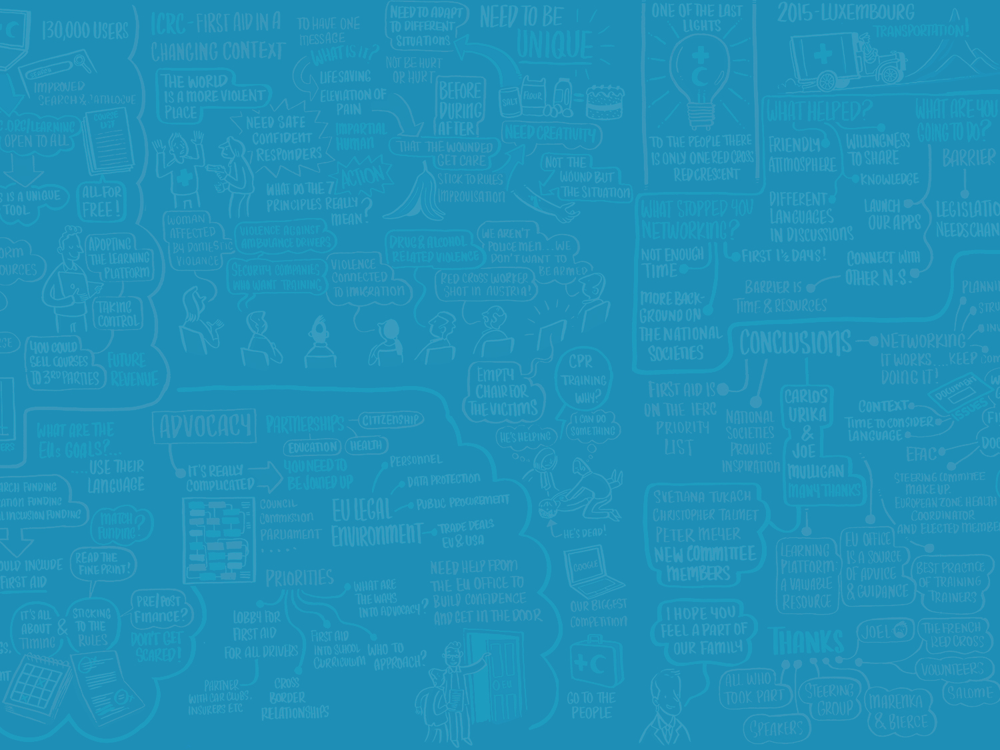 130,000 USERS
SEARCH
IMPROVED
SEARCH & CATALOGUE
.ORG/LEARNING
OPEN TO ALL
COURSE
LIST
S IS A UNIQUE
TOOL
ALL FOR
FREE!
ADOPTING
THE LEARNING
PLATFORM
TAKING
CONTROL
YOU COULD
SELL COURSES
TO 3RD PARTIES
FUTURE
REVENUE
ICRC - FIRST AID IN A
CHANGING CONTEXT
THE WORLD
IS A MORE VIOLENT
PLACE
TO HAVE ONE
MESSAGE
WHAT IS IT?
LIFESAVING
ELEVIATION OF
PAIN
IMPARTIAL
HUMAN
NEED SAFE
CONFIDENT
RESPONDERS
ACTION
WHAT DO THE 7
PRINCIPLES REALLY
MEAN?
NEED TO ADAPT
TO DIFFERENT
SITUATIONS
NOT BE HURT
OR HURT
BEFORE
DURING
AFTER!
THAT THE WOUNDED
GET CARE
STICK TO RULES
IMPROVISATION
NEED TO BE
UNIQUE
SALT
FLOUR
=
NEED CREATIVITY
NOT THE
WOUND BUT
THE SITUATION
WOMAN
AFFECTED
BY DOMESTIC
VIOLANCE
VIOLENCE AGAINST
AMBULANCE DRIVERS
SECURITY COMPANIES
WHO WANT TRAINING
VIOLENCE
CONNECTED
TO IMIGRATION
DRUG & ALCOHOL
RELATED VIOLENCE
WE AREN'T
POLICEMEN...WE
DON'T WANT TO
BE ARMED
RED CROSS WORKER
SHOT IN AUSTRIA!
EMPTY
CHAIR FOR
THE VICTIMS
CPR
TRAINING
WHY?
I CAN DO
SOMETHING
HE'S HELPING
HE'S DEAD!
GOOGLE
OUR BIGGEST
COMPETITION
GO TO THE
PEOPLE
ONE OF THE LAST
LIGHTS
TO THE PEOPLE THERE
IS ONLY ONE RED CROSS
RED CRESCENT
2015 - LUXEMBOURG
TRANSPORTATION!
WHAT HELPED?
FRIENDLY
ATTMOSPHERE
WILLINGNESS
TO SHARE
KNOWLEDGE
DIFFERENT
LANGUAGES
IN DISCUSSIONS
WHAT ARE YOU
GOING TO DO?
BARRIER
LAUNCH
OUR APPS
CONNECT WITH
OTHER N.S.
BARRIER IS
TIME & RESOURCES
WHAT STOPPED YOU
NETWORKING?
NOT ENOUGH
TIME
FIRST 1½ DAYS!
MORE BACK-
GROUND ON
THE NATIONAL
SOCIETIES
CONCLUSIONS
NETWORKING
IT WORKS....KEEP
DOING IT!
FIRST AID IS
ON THE IFRC
PRIORITY
LIST
NATIONAL
SOCIETIES
PROVIDE
INSPIRATION
CARLOS
URIKA
&
JOE
MULLIGAN
MANY THANKS
DOCUMENT
ISSUES
CONTEXT
TIME TO CONSIDER
LANGUAGE
EFAC
STEERING COMMITTEE
MAKE UP
EUROPEAN ZONE HEALTH
COORDINATOR
AND ELECTED MEMBE
SVETLANA TUKACH
CHRISTOPHER TALMET
PETER MEYER
NEW COMMITTEE
MEMBERS
LEARNING
PLATFORM
A VALUABLE
RESOURCE
EU OFFICE
IS A SOURCE
OF ADVICE
& GUIDANCE
BEST PRACTICE
OF TRAINING
TRAINERS
I HOPE YOU
FEEL A PART OF
OUR FAMILY
THANKS
JOEL
THE FRENCH
RED CROSS
VOLUNTEERS
SALOME
ALL WHO
TOOK PART
SPEAKERS
STEERING
GROUP
MARENKA
& BIERCE
WHAT ARE THE
EUs GOALS?...
....USE THEIR
LANGUAGE
ARCH FUNDING
CATION FUNDING
L INCLUSION FUNDING
MATCH
FUNDING?
OULD INCLUDE
FIRST AID
READ THE
FINE PRINT!
IT'S ALL
ABOUT
TIMING
&
STICKING
TO THE
RULES
PRE/POST
FINANCE?
DON'T GET
SCARED!
ADVOCACY
PARTNERSHIPS
CITIZENSHIP
EDUCATION
HEALTH
IT'S REALLY
COMPLICATED
YOU NEED TO
BE JOINED UP
COUNCIL
COMMISSION
PARLIAMENT
.....
EU LEGAL
ENVIRONMENT
PERSONNEL
DATA PROTECTION
PUBLIC PROCUREMENT
TRADE DEALS
EU & USA
PRIORITIES
LOBBY FOR
FIRST AID
FOR ALL DRIVERS
PARTNER
WITH CAR CLUBS,
INSURERS ETC
CROSS
BORDER
RELATIONSHIPS
FIRST AID
INTO SCHOOL
CURRICULUM
WHAT ARE
THE WAYS
INTO ADVOCACY?
WHO TO
APPROACH?
NEED HELP FROM
THE EU OFFICE TO
BUILD CONFIDENCE
AND GET IN THE DOOR
EU